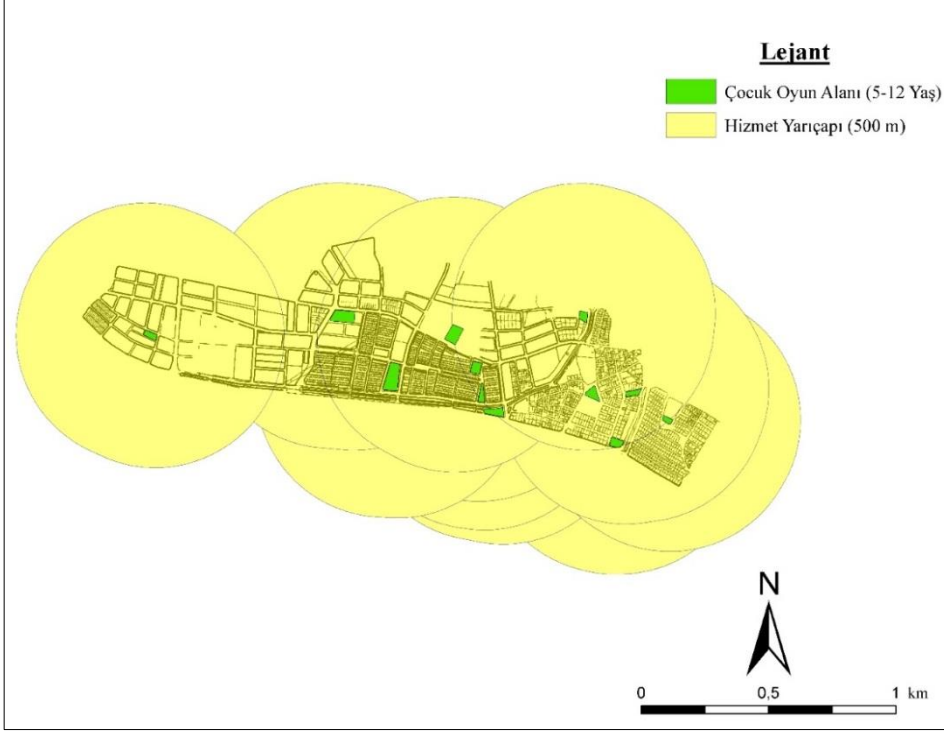 Lejant
Çocuk Oyun Alanı (5-12 Yaş)
Hizmet Yarıçapı (500 m)
N
0 0,5 1 km